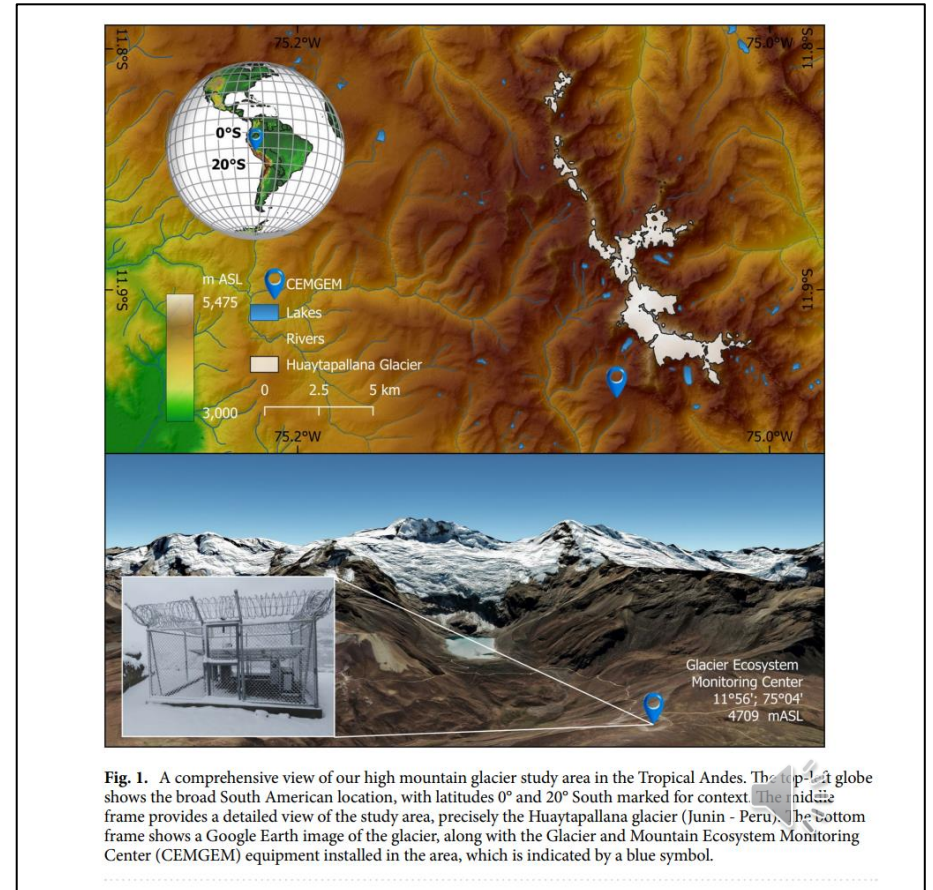 75.2°W
75.0°W
11.8°S
11.8°S
0°S
20°S
11.9°S
11.9°S
m ASL
5,475
3,000
CEMGEM
Lakes
Rivers
Huaytapallana Glacier
0 2.5 5 km
75.2°W
75.0°W
Glacier Ecosystem
Monitoring Center
11°56'; 75°04'
4709 mASL
Fig. 1. A comprehensive view of our high mountain glacier study area in the Tropical Andes. The top-left globe
shows the broad South American location, with latitudes 0° and 20° South marked for context. The middle
frame provides a detailed view of the study area, precisely the Huaytapallana glacier (Junin - Peru). The bottom
frame shows a Google Earth image of the glacier, along with the Glacier and Mountain Ecosystem Monitoring
Center (CEMGEM) equipment installed in the area, which is indicated by a blue symbol.